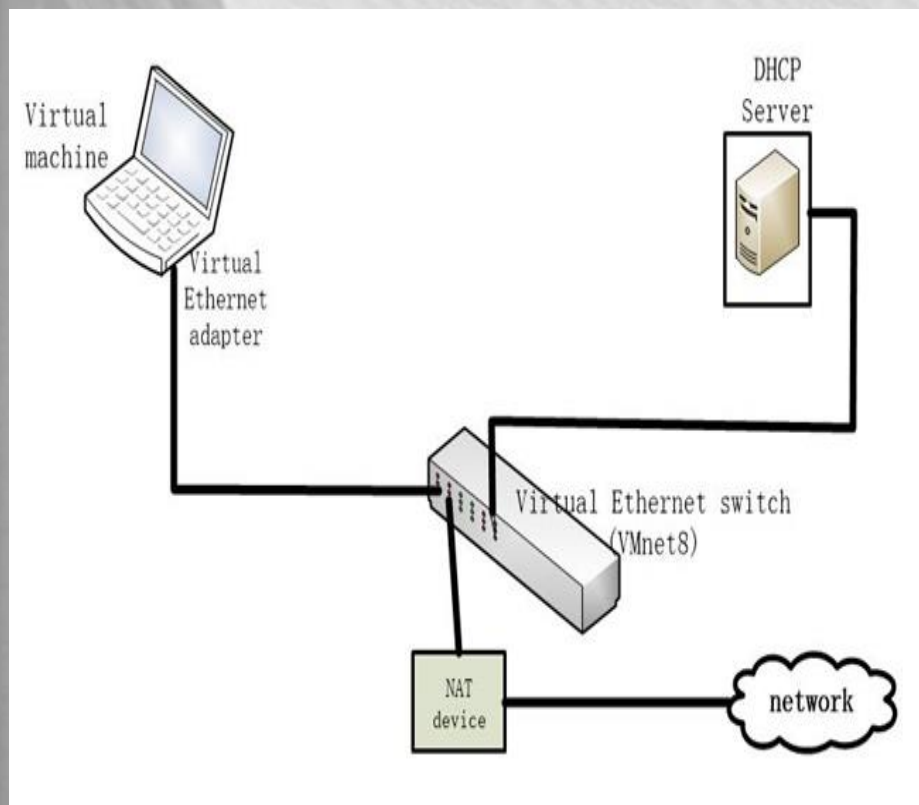 Virtual
machine
DHCP
Server
Virtual
Ethernet
adapter
Virtual Ethernet switch
(VMnet8)
NAT
device
network